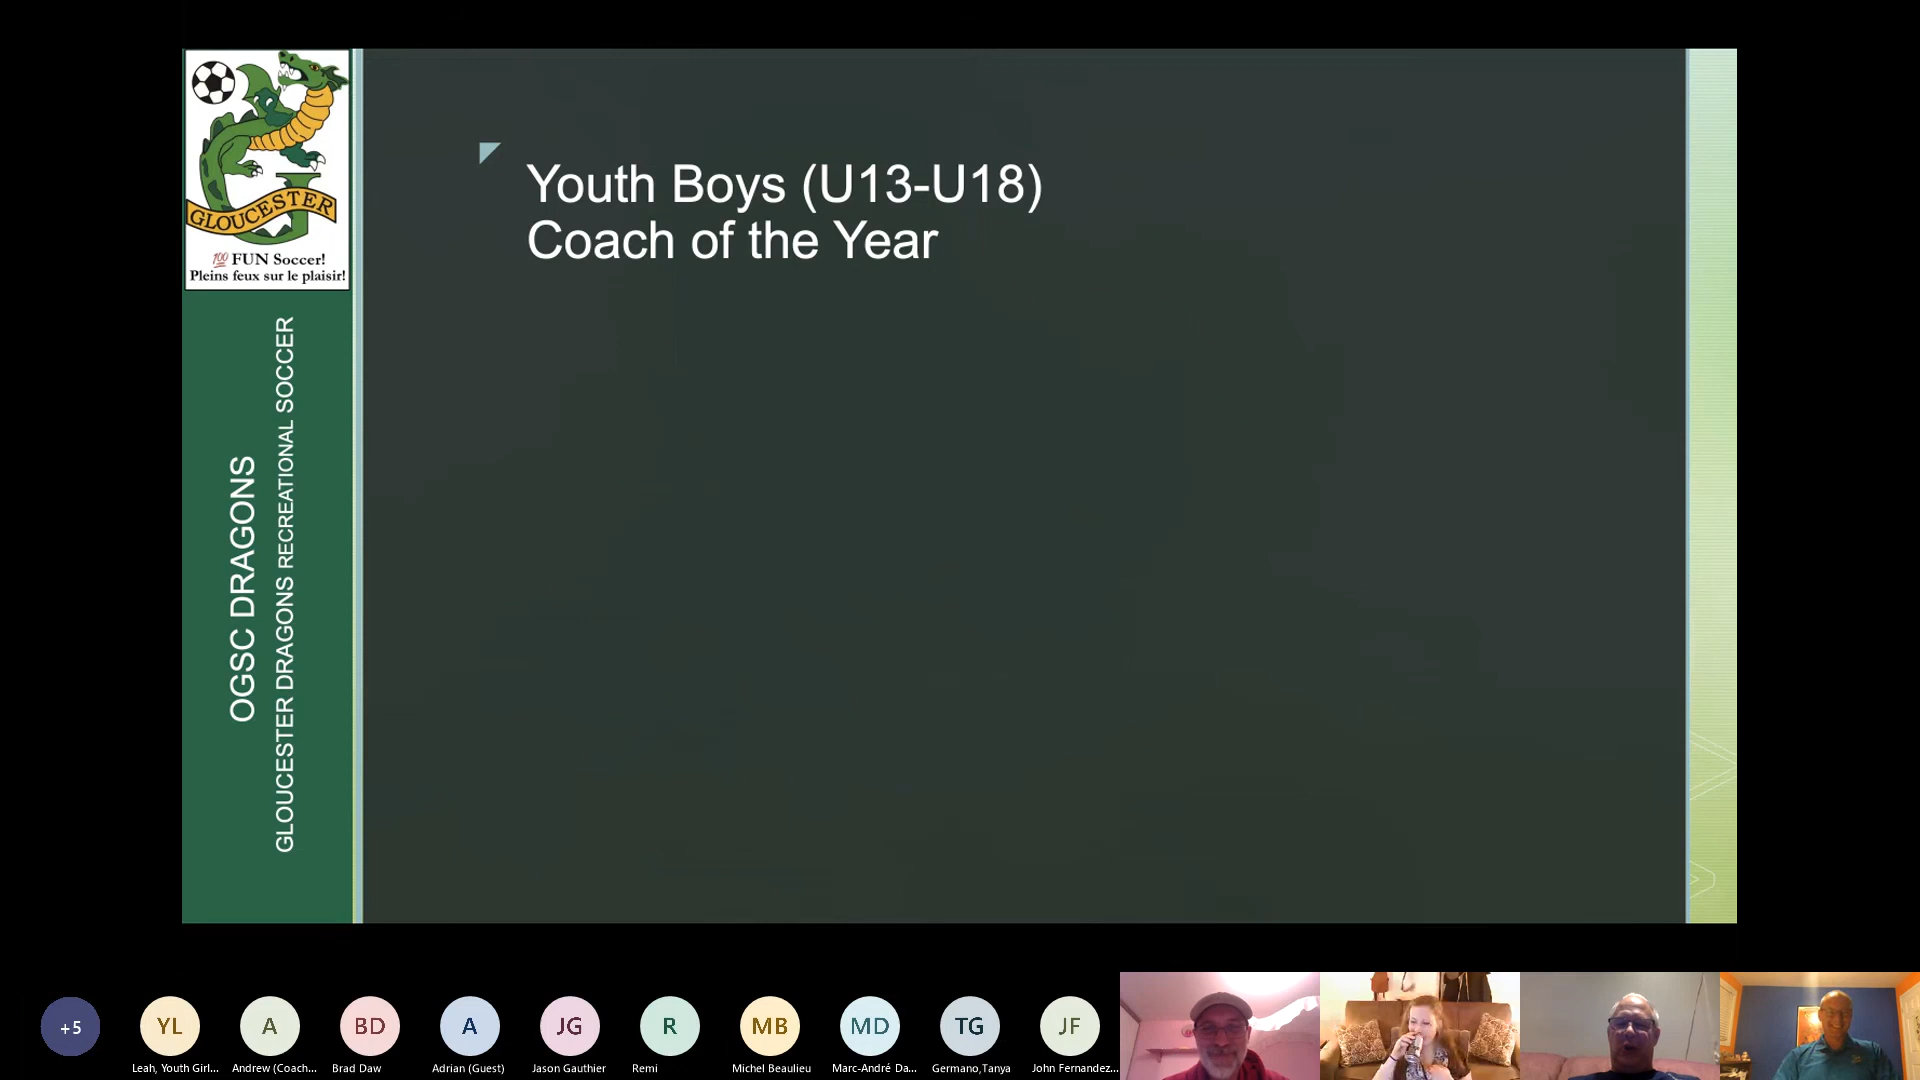 GLOUCESTER
💯 FUN Soccer!
Pleins feux sur le plaisir!
OGSC DRAGONS
GLOUCESTER DRAGONS RECREATIONAL SOCCER
Youth Boys (U13-U18)
Coach of the Year
+5
YL
A
BD
A
JG
R
MB
MD
TG
JF
Leah, Youth Girl...
Andrew (Coach...
Brad Daw
Adrian (Guest)
Jason Gauthier
Remi
Michel Beaulieu
Marc-André Da...
Germano,Tanya
John Fernandez...